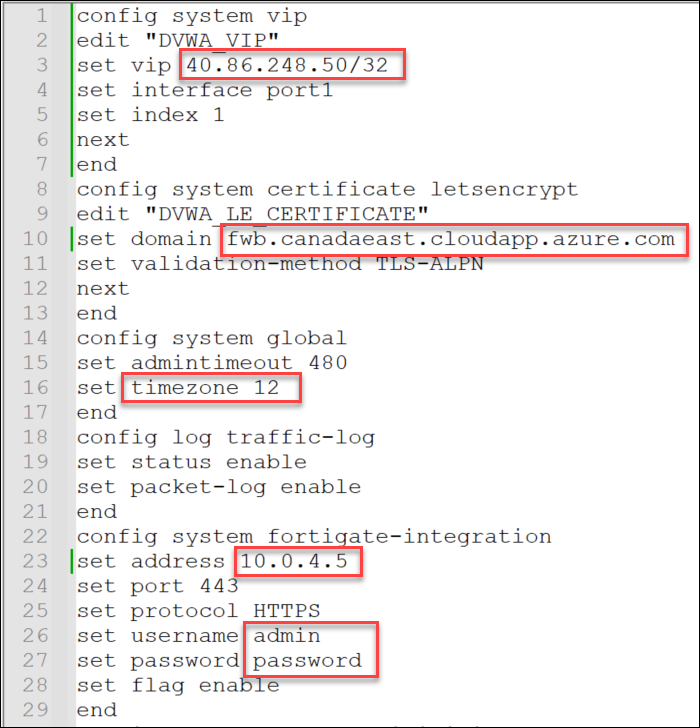 1 config system vip
2 edit "DVWA_VIP"
3 set vip 40.86.248.50/32
4 set interface port1
5 set index 1
6 next
7 end
8 config system certificate letsencrypt
9 edit "DVWA_LE_CERTIFICATE"
10 set domain fwb.canadaeast.cloudapp.azure.com
11 set validation-method TLS-ALPN
12 next
13 end
14 config system global
15 set admintimeout 480
16 set timezone 12
17 end
18 config log traffic-log
19 set status enable
20 set packet-log enable
21 end
22 config system fortigate-integration
23 set address 10.0.4.5
24 set port 443
25 set protocol HTTPS
26 set username admin
27 set password password
28 set flag enable
29 end